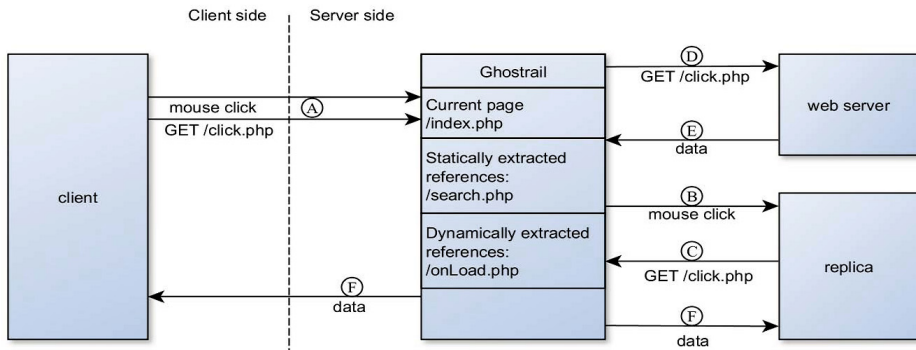 Client side
Server side
Ghostrail
Current page
/index.php
Statically extracted
references:
/search.php
Dynamically extracted
references:
/onLoad.php
client
mouse click
A
GET /click.php
F
data
D
GET /click.php
E
data
B
mouse click
C
GET /click.php
F
data
web server
replica